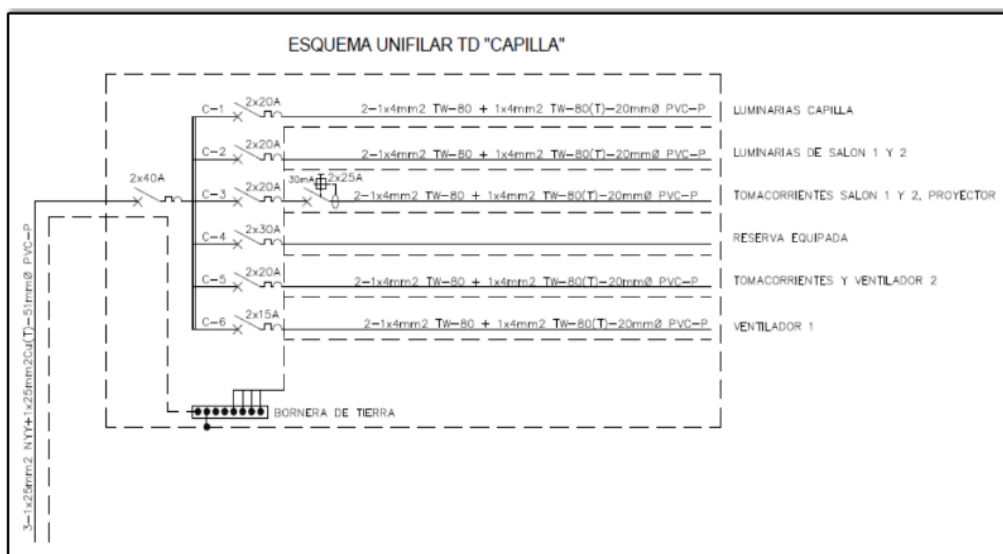 ESQUEMA UNIFILAR TD "CAPILLA"
C-1 2x20A 2-1x4mm2 TW-80 + 1x4mm2 TW-80(T)-20mmØ PVC-P LUMINARIAS CAPILLA
C-2 2x20A 2-1x4mm2 TW-80 + 1x4mm2 TW-80(T)-20mmØ PVC-P LUMINARIAS DE SALON 1 Y 2
2x40A C-3 2x20A 30mA 2x25A 2-1x4mm2 TW-80 + 1x4mm2 TW-80(T)-20mmØ PVC-P TOMACORRIENTES SALON 1 Y 2, PROYECTOR
C-4 2x30A RESERVA EQUIPADA
C-5 2x20A 2-1x4mm2 TW-80 + 1x4mm2 TW-80(T)-20mmØ PVC-P TOMACORRIENTES Y VENTILADOR 2
C-6 2x15A 2-1x4mm2 TW-80 + 1x4mm2 TW-80(T)-20mmØ PVC-P VENTILADOR 1
BORNERA DE TIERRA
3-1x25mm2 NYY+1x25mm2Cu(T)-51mmØ PVC-P